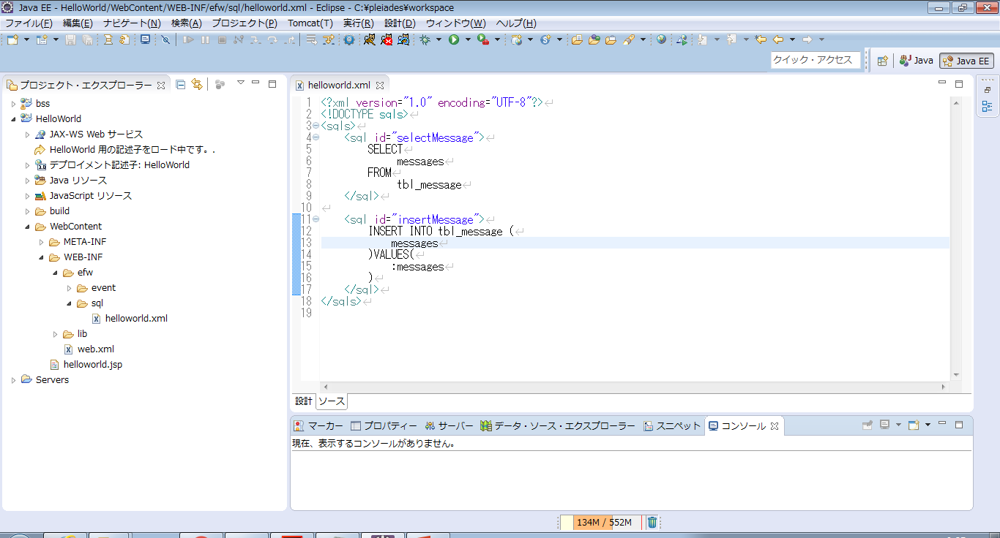 Java EE - HelloWorld/WebContent/WEB-INF/efw/sql/helloworld.xml - Eclipse - C:¥pleiades¥workspace
ファイル(F) 編集(E) ナビゲート(N) 検索(A) プロジェクト(P) Tomcat(T) 実行(R) 設計(D) ウィンドウ(W) ヘルプ(H)
クイック・アクセス Java Java EE
プロジェクト・エクスプローラー
bss
HelloWorld
JAX-WS Web サービス
HelloWorld 用の記述子をロード中です。.
3.0 デプロイメント記述子: HelloWorld
Java リソース
JavaScript リソース
build
WebContent
META-INF
WEB-INF
efw
event
sql
helloworld.xml
lib
web.xml
helloworld.jsp
Servers
helloworld.xml
1 <?xml version="1.0" encoding="UTF-8"?>
2 <!DOCTYPE sqls>
3 <sqls>
4 <sql id="selectMessage">
5 SELECT
6 messages
7 FROM
8 tbl_message
9 </sql>
10
11 <sql id="insertMessage">
12 INSERT INTO tbl_message (
13 messages
14 )VALUES(
15 :messages
16 )
17 </sql>
18 </sqls>
19
設計 ソース
マーカー プロパティー サーバー データ・ソース・エクスプローラー スニペット コンソール
現在、表示するコンソールがありません。
134M / 552M